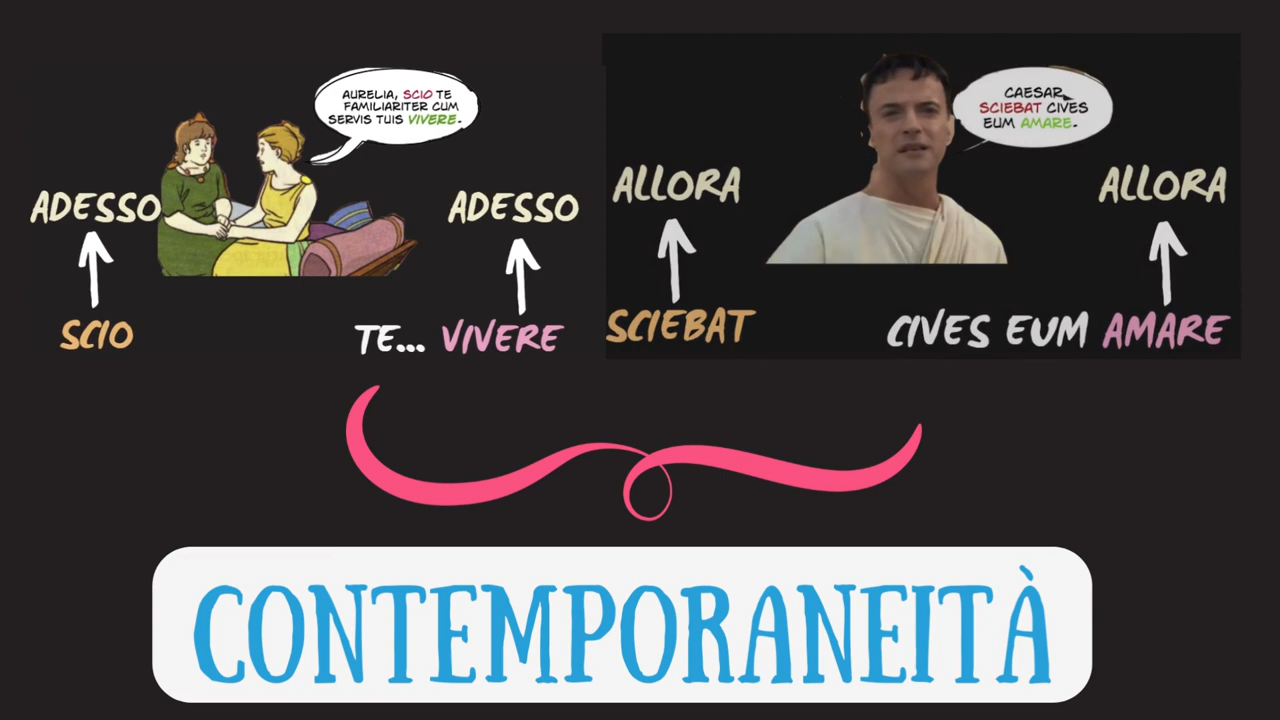 AURELIA, SCIO TE
FAMILIARITER CUM
SERVIS TUIS VIVERE.
ADESSO
ADESSO
SCIO
TE... VIVERE
CAESAR
SCIEBAT CIVES
EUM AMARE.
ALLORA
ALLORA
SCIEBAT
CIVES EUM AMARE
CONTEMPORANEITÀ